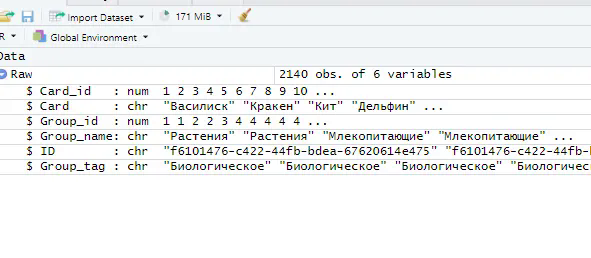 Import Dataset 171 MiB
R Global Environment
Data
Raw 2140 obs. of 6 variables
$ Card_id : num 1 2 3 4 5 6 7 8 9 10 ...
$ Card : chr "Василиск" "Кракен" "Кит" "Дельфин" ...
$ Group_id : num 1 1 2 2 3 4 4 4 4 4 ...
$ Group_name: chr "Растения" "Растения" "Млекопитающие" "Млекопитающие" ...
$ ID : chr "f6101476-c422-44fb-bdea-67620614e475" "f6101476-c422-44fb-
$ Group_tag : chr "Биологическое" "Биологическое" "Биологическое" "Биологичес